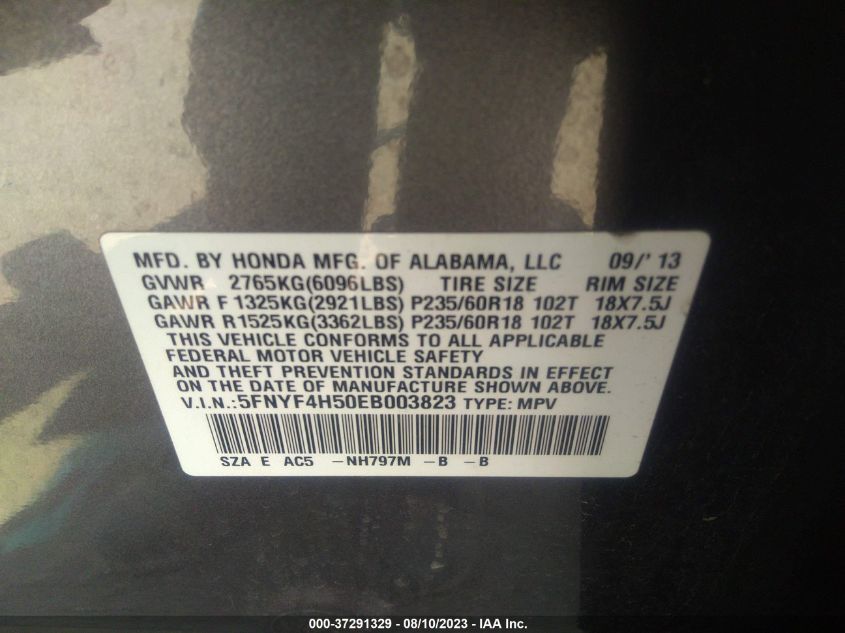 MFD. BY HONDA MFG. OF ALABAMA, LLC 09/' 13
GVWR 2765KG(6096LBS) TIRE SIZE RIM SIZE
GAWR F 1325KG(2921LBS) P235/60R18 102T 18X7.5J
GAWR R1525KG(3362LBS) P235/60R18 102T 18X7.5J
THIS VEHICLE CONFORMS TO ALL APPLICABLE
FEDERAL MOTOR VEHICLE SAFETY
AND THEFT PREVENTION STANDARDS IN EFFECT
ON THE DATE OF MANUFACTURE SHOWN ABOVE.
V.I.N.:5FNYF4H50EB003823 TYPE: MPV
SZA E AC5 -NH797M -B -B
000-37291329 - 08/10/2023 - IAA Inc.